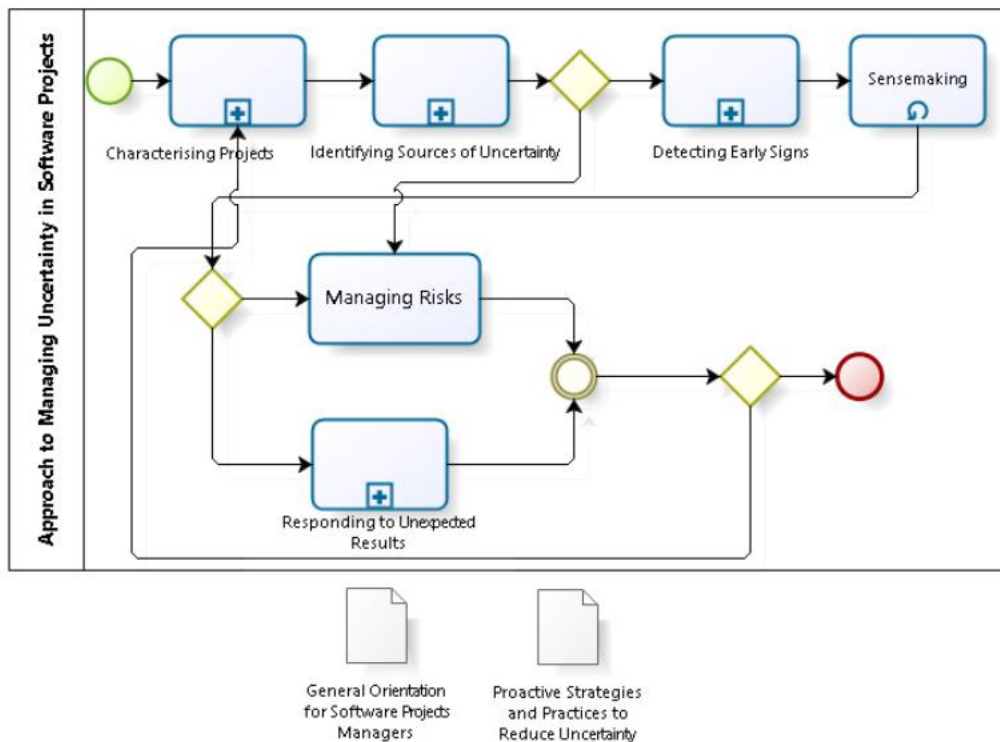 Approach to Managing Uncertainty in Software Projects
Characterising Projects
Identifying Sources of Uncertainty
Detecting Early Signs
Sensemaking
Managing Risks
Responding to Unexpected
Results
General Orientation
for Software Projects
Managers
Proactive Strategies
and Practices to
Reduce Uncertainty